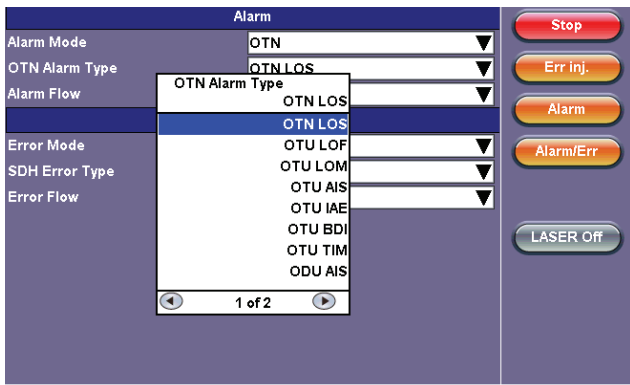 Alarm
Alarm Mode
OTN
OTN Alarm Type
OTN LOS
Alarm Flow
OTN Alarm Type
OTN LOS
OTN LOS
OTU LOF
OTU LOM
OTU AIS
OTU IAE
OTU BDI
OTU TIM
ODU AIS
1 of 2
Error Mode
SDH Error Type
Error Flow
Stop
Err inj.
Alarm
Alarm/Err
LASER Off